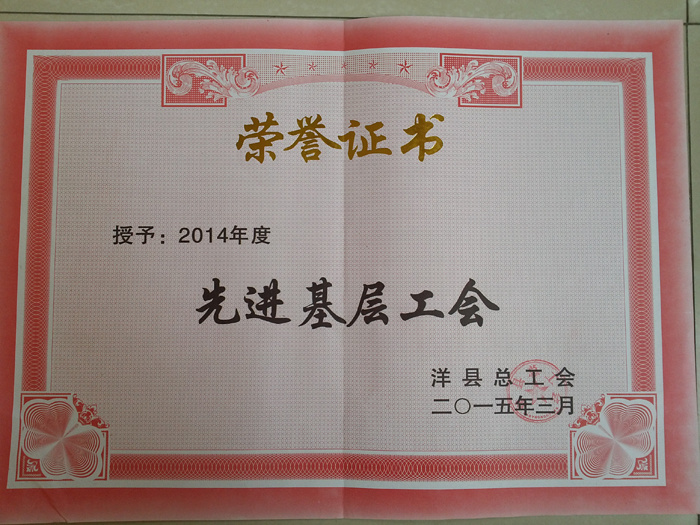 荣誉证书
授予：2014年度
先进基层工会
洋县总工会
二〇一五年三月